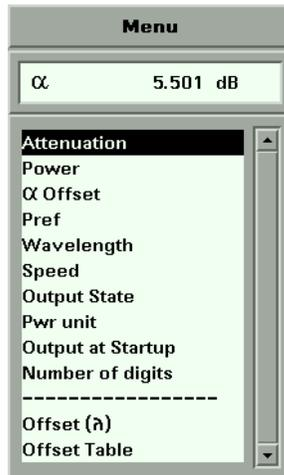 Menu
α 5.501 dB
Attenuation
Power
α Offset
Pref
Wavelength
Speed
Output State
Pwr unit
Output at Startup
Number of digits
-----------------
Offset (λ)
Offset Table